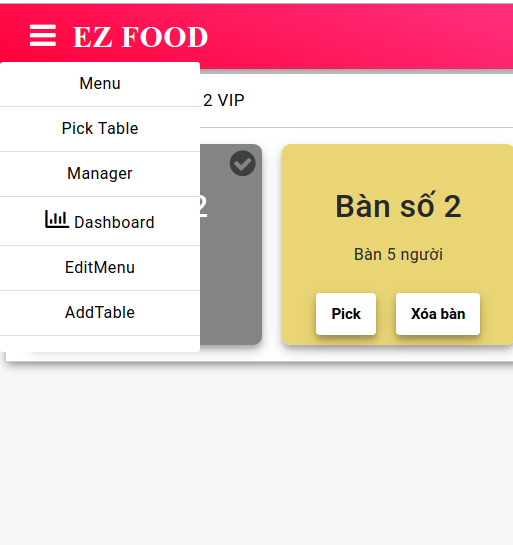 EZ FOOD
Menu
2 VIP
Pick Table
Manager
Dashboard
EditMenu
AddTable
2
Bàn số 2
Bàn 5 người
Pick
Xóa bàn